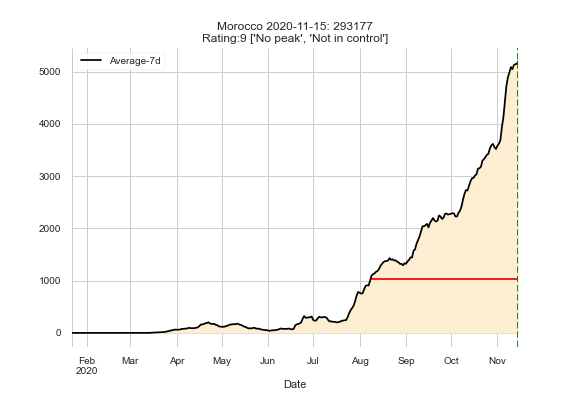 Morocco 2020-11-15: 293177
Rating:9 ['No peak', 'Not in control']
Average-7d
5000
4000
3000
2000
1000
0
Feb Mar Apr May Jun Jul Aug Sep Oct Nov
2020
Date